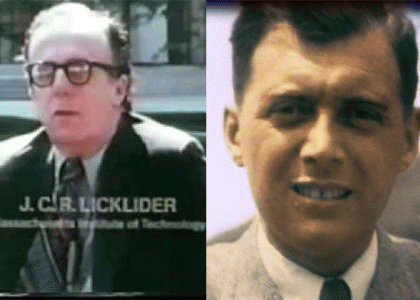 J. C. R. LICKLIDER
Massachusetts Institute of Technology